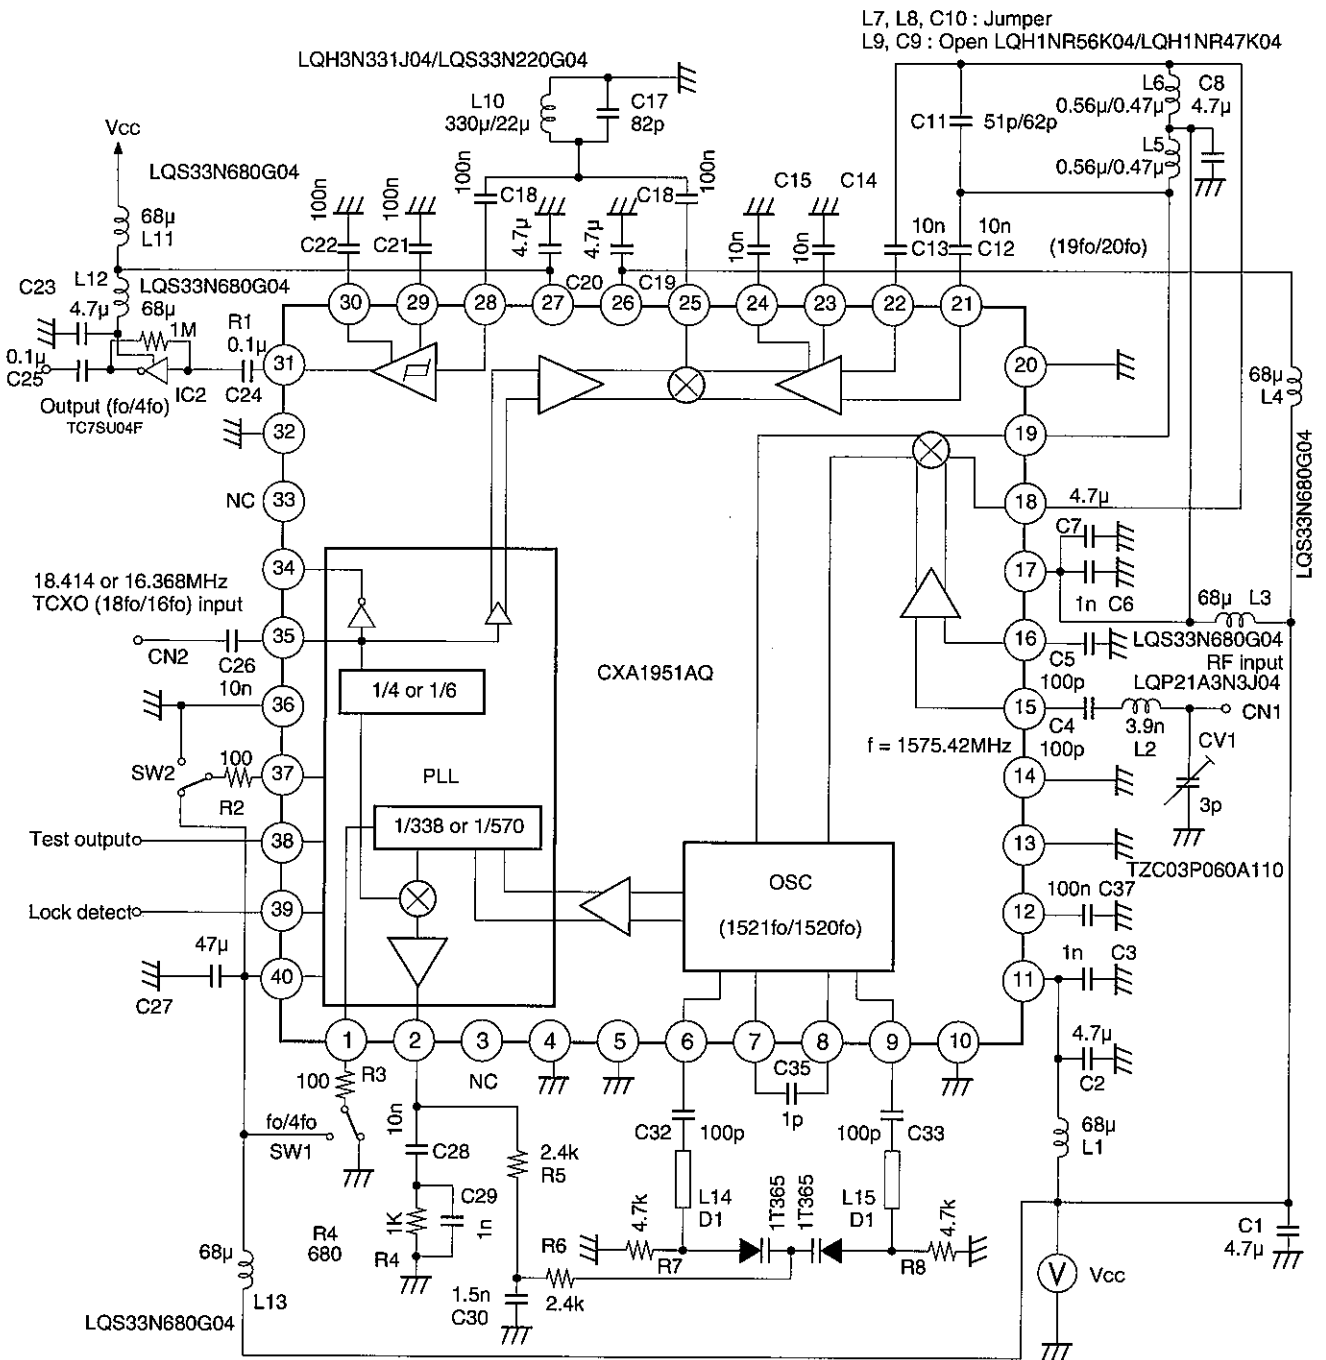 L7, L8, C10 : Jumper
L9, C9 : Open LQH1NR56K04/LQH1NR47K04
LQH3N331J04/LQS33N220G04
L10
330µ/22µ
C17
82p
C11
51p/62p
L6
0.56µ/0.47µ
C8
4.7µ
L5
0.56µ/0.47µ
Vcc
LQS33N680G04
68µ
L11
100n
C22
100n
C21
100n
C18
4.7µ
C20
4.7µ
C19
C18
100n
C15
10n
C14
10n
10n
C13
10n
C12
(19fo/20fo)
C23
4.7µ
L12
LQS33N680G04
68µ
1M
R1
0.1µ
C24
0.1µ
C25
IC2
Output (fo/4fo)
TC7SU04F
30
29
28
27
26
25
24
23
22
21
31
32
NC
33
34
35
36
37
38
39
40
20
19
18
17
16
15
14
13
12
11
68µ
L4
LQS33N680G04
4.7µ
C7
1n
C6
68µ
L3
LQS33N680G04
RF input
C5
100p
LQP21A3N3J04
C4
100p
3.9n
L2
CN1
CV1
3p
f = 1575.42MHz
TZC03P060A110
18.414 or 16.368MHz
TCXO (18fo/16fo) input
CN2
C26
10n
1/4 or 1/6
CXA1951AQ
PLL
1/338 or 1/570
OSC
(1521fo/1520fo)
SW2
100
R2
Test output
Lock detect
47µ
C27
100n
C37
1n
C3
4.7µ
C2
68µ
L1
1
2
3
4
5
6
7
8
9
10
NC
100
R3
fo/4fo
SW1
10n
C28
2.4k
R5
C29
1n
1K
R4
R4
680
C32
100p
C35
1p
100p
C33
L14
D1
1T365
1T365
L15
D1
4.7k
R7
4.7k
R8
R6
2.4k
1.5n
C30
68µ
L13
LQS33N680G04
V
Vcc
C1
4.7µ